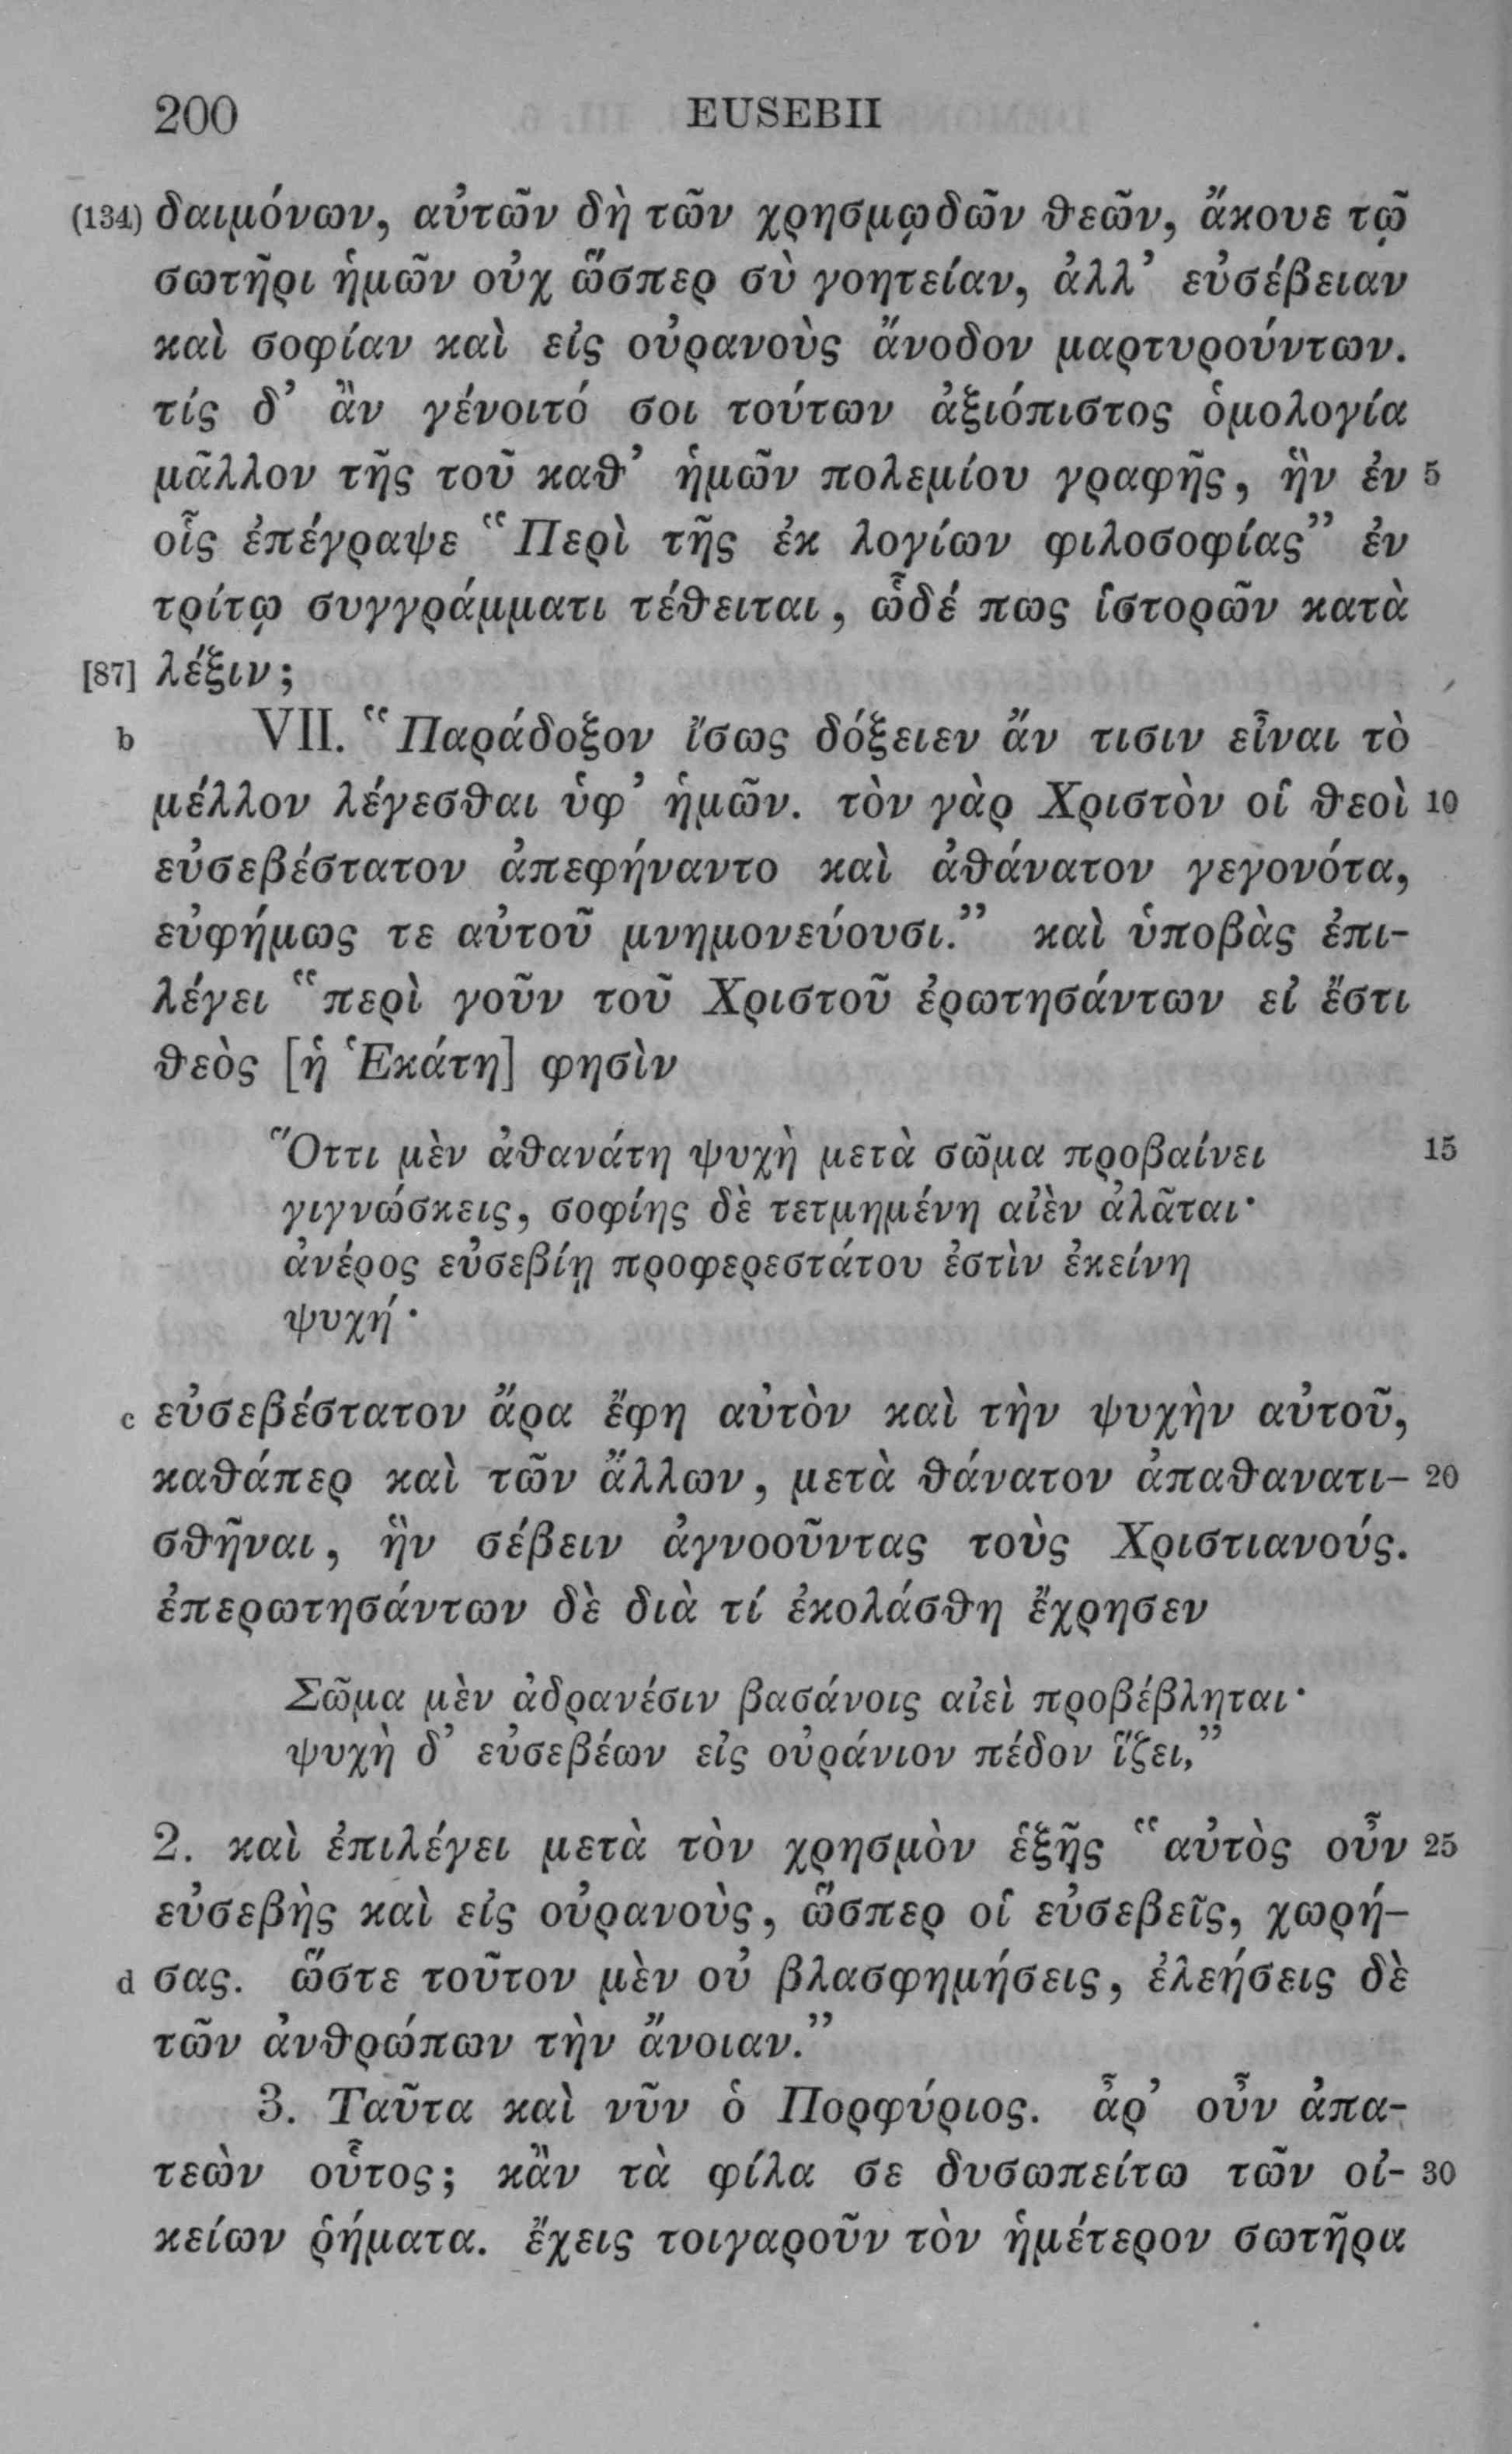 200 EUSEBII
(134) δαιμόνων, αὐτῶν δὴ τῶν χρησμῳδῶν θεῶν, ἄκουε τῷ
σωτῆρι ἡμῶν οὐχ ὥσπερ σὺ γοητείαν, ἀλλ’ εὐσέβειαν
καὶ σοφίαν καὶ εἰς οὐρανοὺς ἄνοδον μαρτυρούντων.
τίς δ’ ἂν γένοιτό σοι τούτων ἀξιόπιστος ὁμολογία
μᾶλλον τῆς τοῦ καθ’ ἡμῶν πολεμίου γραφῆς, ἣν ἐν 5
οἷς ἐπέγραψε “Περὶ τῆς ἐκ λογίων φιλοσοφίας” ἐν
τρίτῳ συγγράμματι τέθειται, ὧδέ πως ἱστορῶν κατὰ
[87] λέξιν;
b VII. “Παράδοξον ἴσως δόξειεν ἄν τισιν εἶναι τὸ
μέλλον λέγεσθαι ὑφ’ ἡμῶν. τὸν γὰρ Χριστὸν οἱ θεοὶ 10
εὐσεβέστατον ἀπεφήναντο καὶ ἀθάνατον γεγονότα,
εὐφήμως τε αὐτοῦ μνημονεύουσι.” καὶ ὑποβὰς ἐπι-
λέγει “περὶ γοῦν τοῦ Χριστοῦ ἐρωτησάντων εἰ ἔστι
θεὸς [ἡ Ἑκάτη] φησὶν
“Ὅττι μὲν ἀθανάτη ψυχὴ μετὰ σῶμα προβαίνει 15
γιγνώσκεις, σοφίης δὲ τετμημένη αἰὲν ἀλᾶται·
ἀνέρος εὐσεβίῃ προφερεστάτου ἐστὶν ἐκείνη
ψυχή·
c εὐσεβέστατον ἄρα ἔφη αὐτὸν καὶ τὴν ψυχὴν αὐτοῦ,
καθάπερ καὶ τῶν ἄλλων, μετὰ θάνατον ἀπαθανατι- 20
σθῆναι, ἣν σέβειν ἀγνοοῦντας τοὺς Χριστιανούς.
ἐπερωτησάντων δὲ διὰ τί ἐκολάσθη ἔχρησεν
Σῶμα μὲν ἀδρανέσιν βασάνοις αἰεὶ προβέβληται·
ψυχὴ δ’ εὐσεβέων εἰς οὐράνιον πέδον ἵζει,”
2. καὶ ἐπιλέγει μετὰ τὸν χρησμὸν ἑξῆς “αὐτὸς οὖν 25
εὐσεβὴς καὶ εἰς οὐρανοὺς, ὥσπερ οἱ εὐσεβεῖς, χωρή-
d σας. ὥστε τοῦτον μὲν οὐ βλασφημήσεις, ἐλεήσεις δὲ
τῶν ἀνθρώπων τὴν ἄνοιαν.”
3. Ταῦτα καὶ νῦν ὁ Πορφύριος. ἆρ’ οὖν ἀπα-
τεὼν οὗτος; κἂν τὰ φίλα σε δυσωπείτω τῶν οἰ- 30
κείων ῥήματα. ἔχεις τοιγαροῦν τὸν ἡμέτερον σωτῆρα